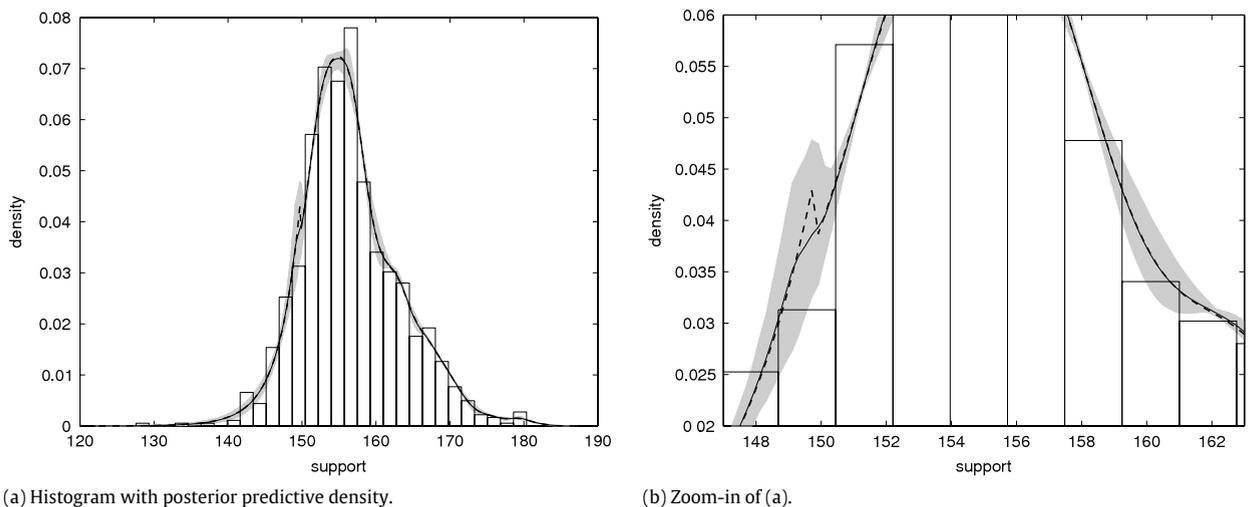 0.08
0.07
0.06
0.05
0.04
0.03
0.02
0.01
0
density
120 130 140 150 160 170 180 190
support
(a) Histogram with posterior predictive density.
0.06
0.055
0.05
0.045
0.04
0.035
0.03
0.025
0 02
density
148 150 152 154 156 158 160 162
support
(b) Zoom-in of (a).